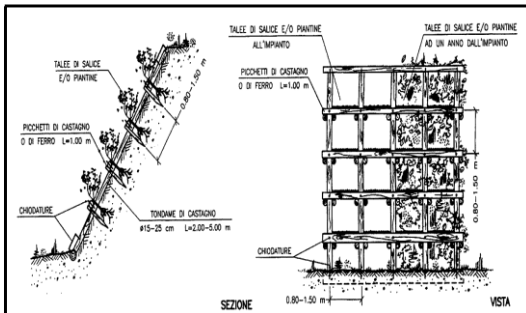 TALEE DI SALICE
E/O PIANTINE
PICCHETTI DI CASTAGNO
O DI FERRO L=1.00 m
CHIODATURE
0.80-1.50 m
TONDAME DI CASTAGNO
ø15-25 cm L=2.00-5.00 m
SEZIONE
TALEE DI SALICE E/O PIANTINE
ALL'IMPIANTO
TALEE DI SALICE E/O PIANTINE
AD UN ANNO DALL'IMPIANTO
PICCHETTI DI CASTAGNO
O DI FERRO L=1.00 m
0.80-1.50 m
CHIODATURE
0.80-1.50 m
VISTA